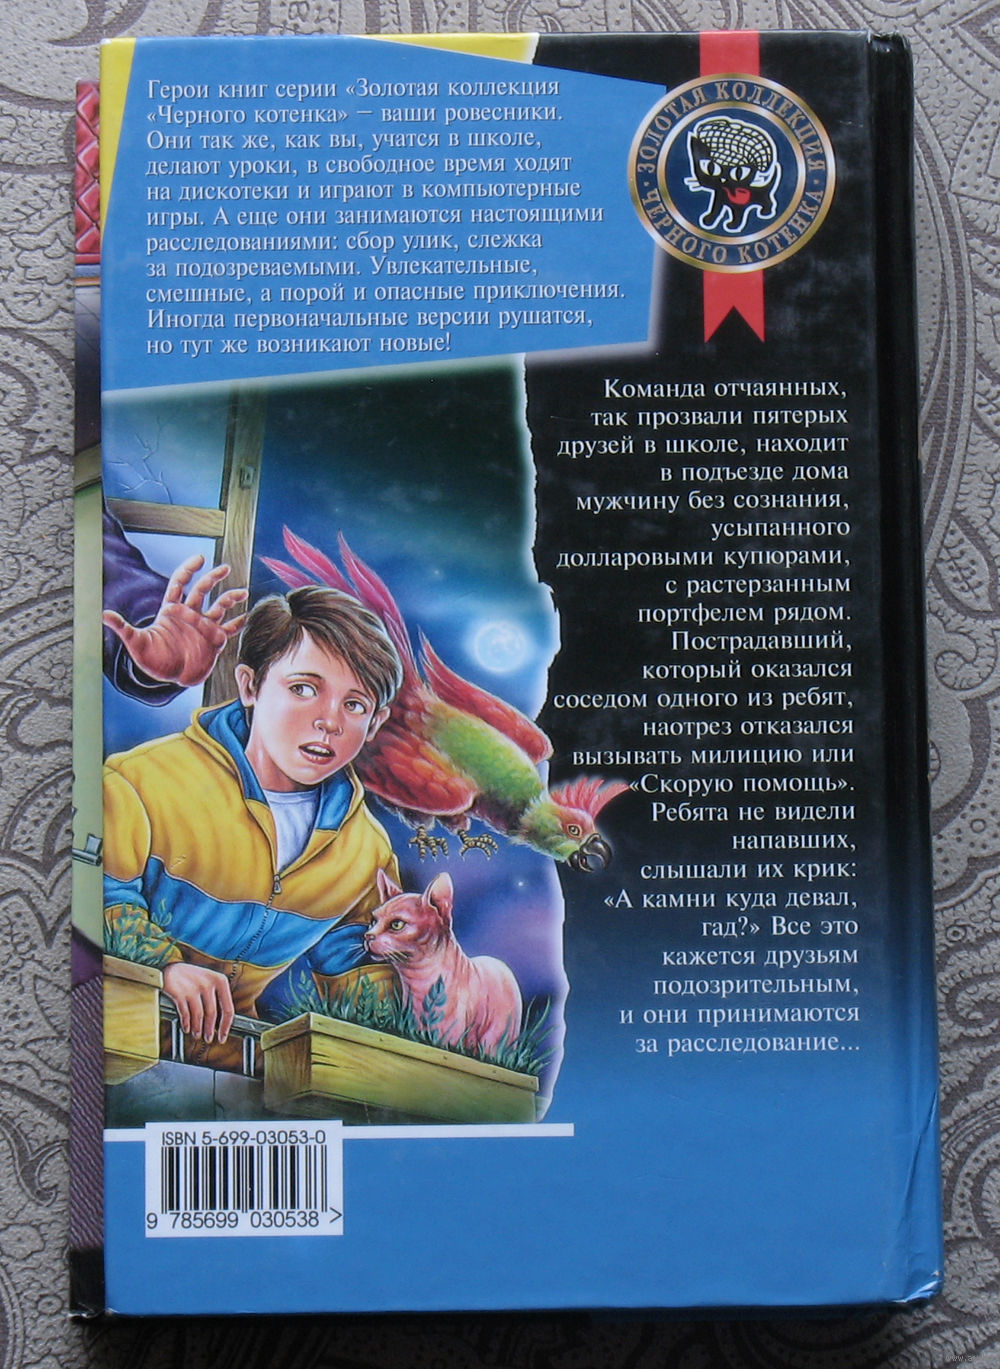 Герои книг серии «Золотая коллекция
«Черного котенка» – ваши ровесники.
Они так же, как вы, учатся в школе,
делают уроки, в свободное время ходят
на дискотеки и играют в компьютерные
игры. А еще они занимаются настоящими
расследованиями: сбор улик, слежка
за подозреваемыми. Увлекательные,
смешные, а порой и опасные приключения.
Иногда первоначальные версии рушатся,
но тут же возникают новые!
ЗОЛОТАЯ КОЛЛЕКЦИЯ
ЧЕРНОГО КОТЕНКА
Команда отчаянных,
так прозвали пятерых
друзей в школе, находит
в подъезде дома
мужчину без сознания,
усыпанного
долларовыми купюрами,
с растерзанным
портфелем рядом.
Пострадавший,
который оказался
соседом одного из ребят,
наотрез отказался
вызывать милицию или
«Скорую помощь».
Ребята не видели
напавших,
слышали их крик:
«А камни куда девал,
гад?» Все это
кажется друзьям
подозрительным,
и они принимаются
за расследование...
ISBN 5-699-03053-0
9 785699 030538 >